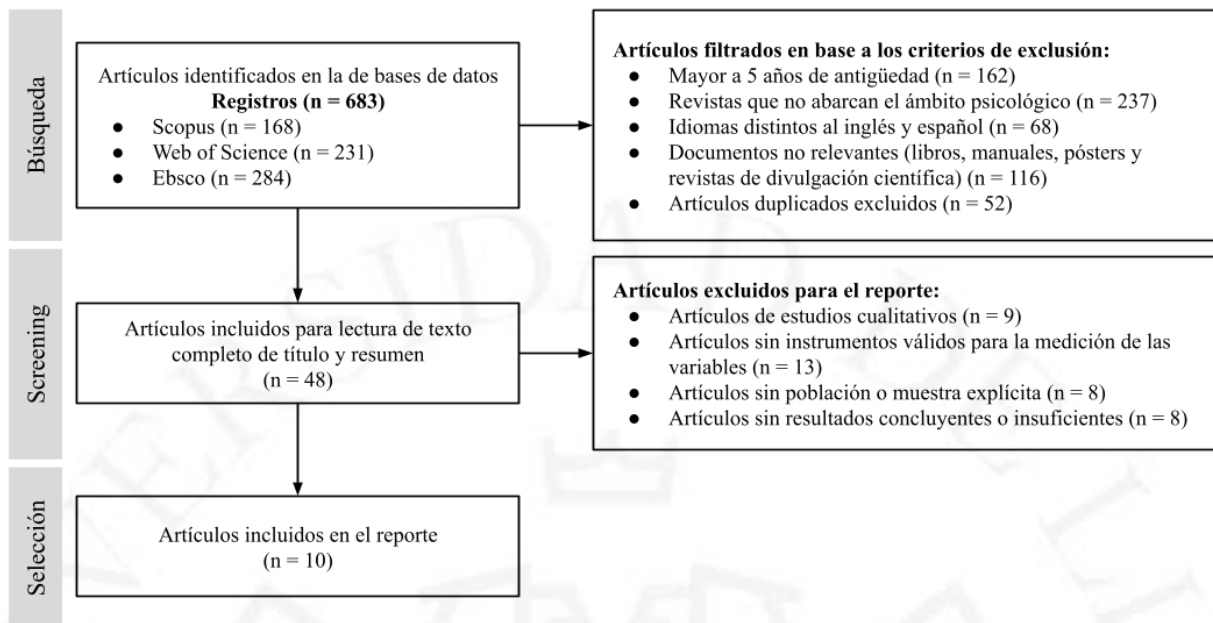 Búsqueda
Artículos identificados en la de bases de datos
Registros (n = 683)
● Scopus (n = 168)
● Web of Science (n = 231)
● Ebsco (n = 284)
Artículos filtrados en base a los criterios de exclusión:
● Mayor a 5 años de antigüedad (n = 162)
● Revistas que no abarcan el ámbito psicológico (n = 237)
● Idiomas distintos al inglés y español (n = 68)
● Documentos no relevantes (libros, manuales, pósters y
revistas de divulgación científica) (n = 116)
● Artículos duplicados excluidos (n = 52)
Screening
Artículos incluidos para lectura de texto
completo de título y resumen
(n = 48)
Artículos excluidos para el reporte:
● Artículos de estudios cualitativos (n = 9)
● Artículos sin instrumentos válidos para la medición de las
variables (n = 13)
● Artículos sin población o muestra explícita (n = 8)
● Artículos sin resultados concluyentes o insuficientes (n = 8)
Selección
Artículos incluidos en el reporte
(n = 10)
VERSIDAD DE LI